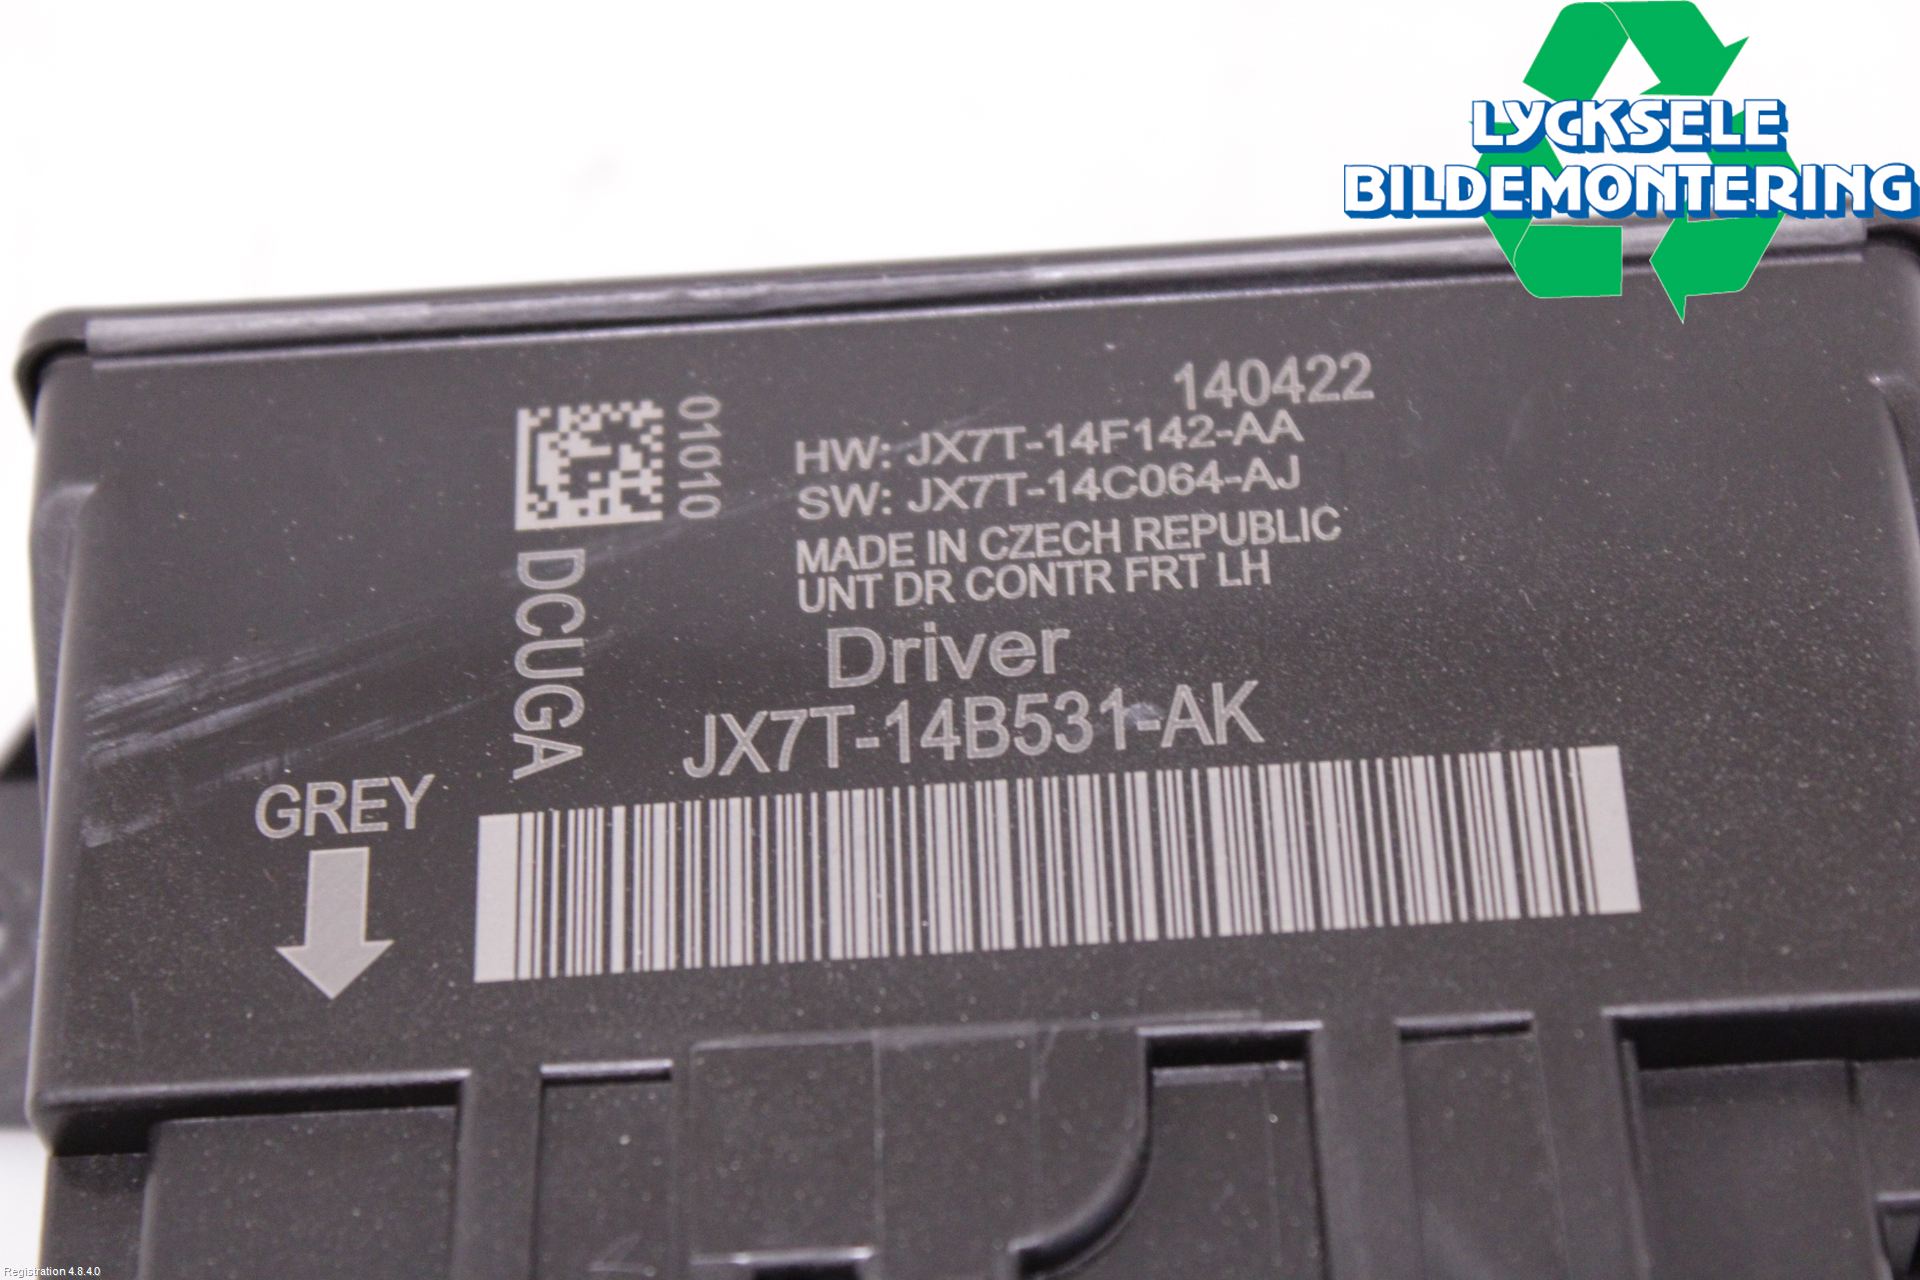 LYCKSELE
BILDEMONTERING
140422
010110
HW: JX7T-14F142-AA
SW: JX7T-14C064-AJ
MADE IN CZECH REPUBLIC
UNT DR CONTR FRT LH
DCUGA
Driver
JX7T-14B531-AK
GREY
Registration 4.8.4.0